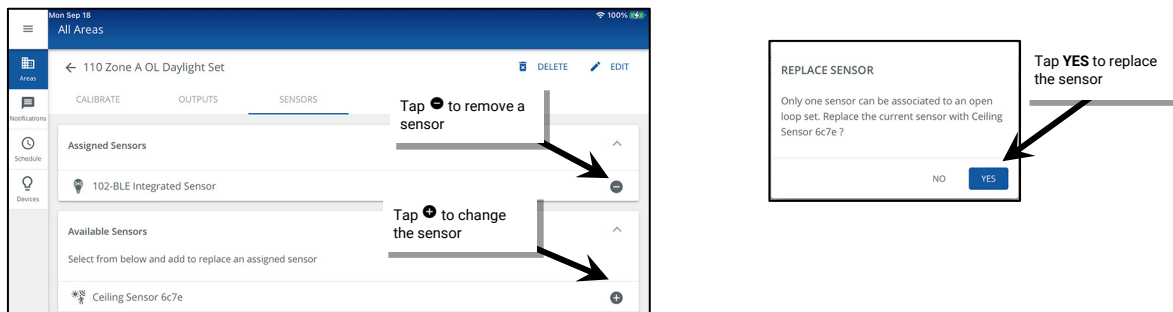 Mon Sep 18
100%
All Areas
Areas
Notifications
Schedule
Devices
110 Zone A OL Daylight Set
DELETE
EDIT
CALIBRATE
OUTPUTS
SENSORS
Tap to remove a
sensor
Assigned Sensors
102-BLE Integrated Sensor
Tap to change
the sensor
Available Sensors
Select from below and add to replace an assigned sensor
Ceiling Sensor 6c7e
REPLACE SENSOR
Only one sensor can be associated to an open
loop set. Replace the current sensor with Ceiling
Sensor 6c7e ?
NO
YES
Tap YES to replace
the sensor